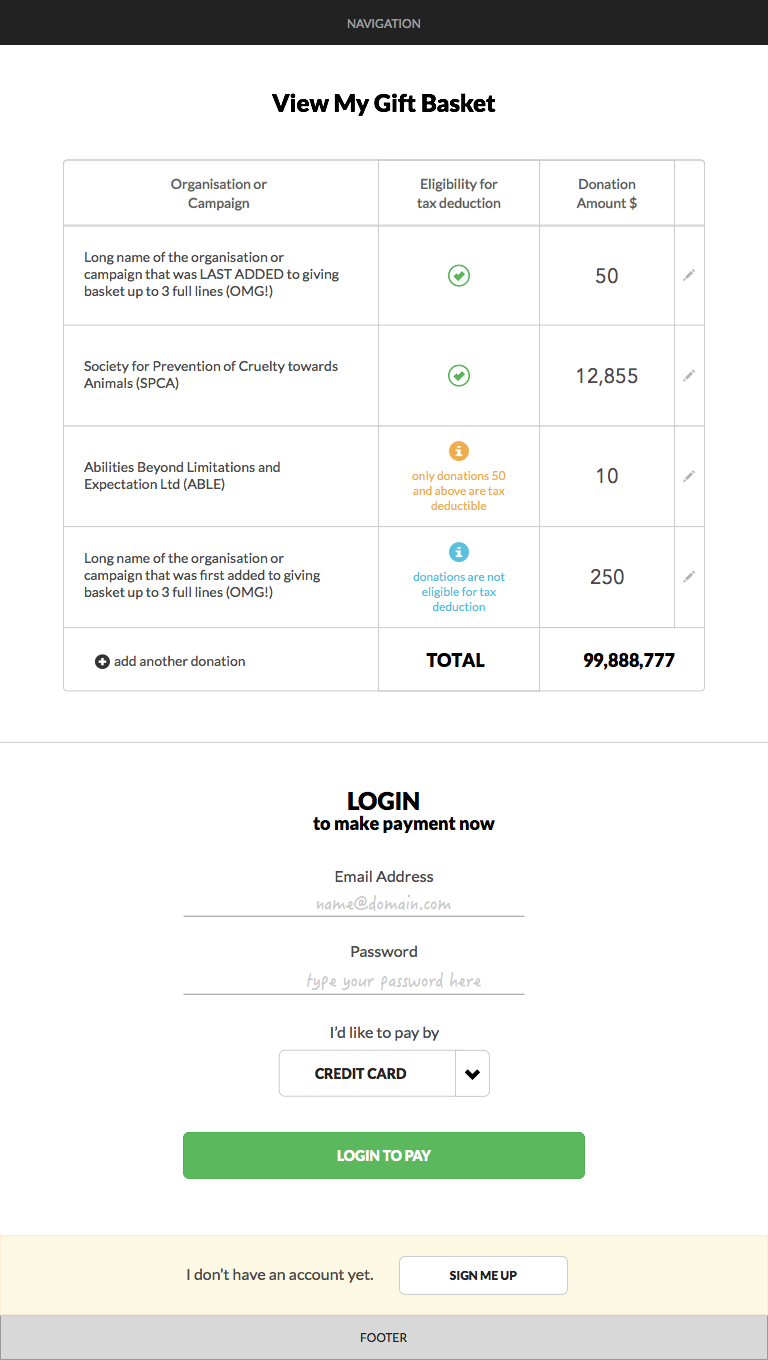 NAVIGATION
View My Gift Basket
Organisation or
Campaign
Eligibility for
tax deduction
Donation
Amount $
Long name of the organisation or
campaign that was LAST ADDED to giving
basket up to 3 full lines (OMG!)
50
Society for Prevention of Cruelty towards
Animals (SPCA)
12,855
Abilities Beyond Limitations and
Expectation Ltd (ABLE)
only donations 50
and above are tax
deductible
10
Long name of the organisation or
campaign that was first added to giving
basket up to 3 full lines (OMG!)
donations are not
eligible for tax
deduction
250
add another donation
TOTAL
99,888,777
LOGIN
to make payment now
Email Address
name@domain.com
Password
type your password here
I'd like to pay by
CREDIT CARD
LOGIN TO PAY
I don't have an account yet.
SIGN ME UP
FOOTER